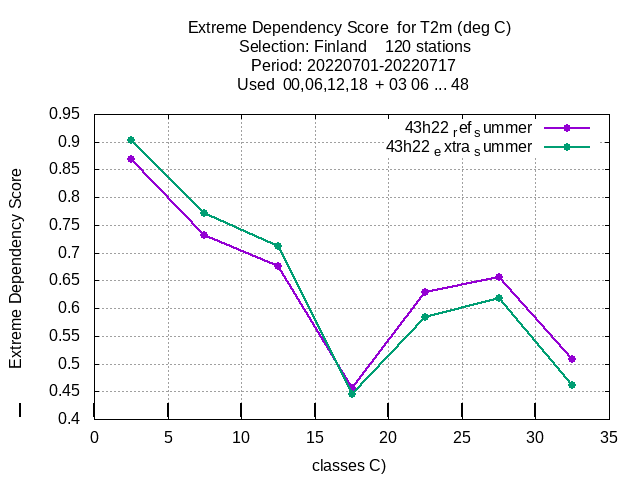 Extreme Dependency Score  for T2m (deg C)
Selection: Finland    120 stations
Period: 20220701-20220717
Used  00,06,12,18  + 03 06 ... 48
43h22 ref summer
43h22 extra summer
Extreme Dependency Score
0.95
0.9
0.85
0.8
0.75
0.7
0.65
0.6
0.55
0.5
0.45
0.4
0 5 10 15 20 25 30 35
classes C)